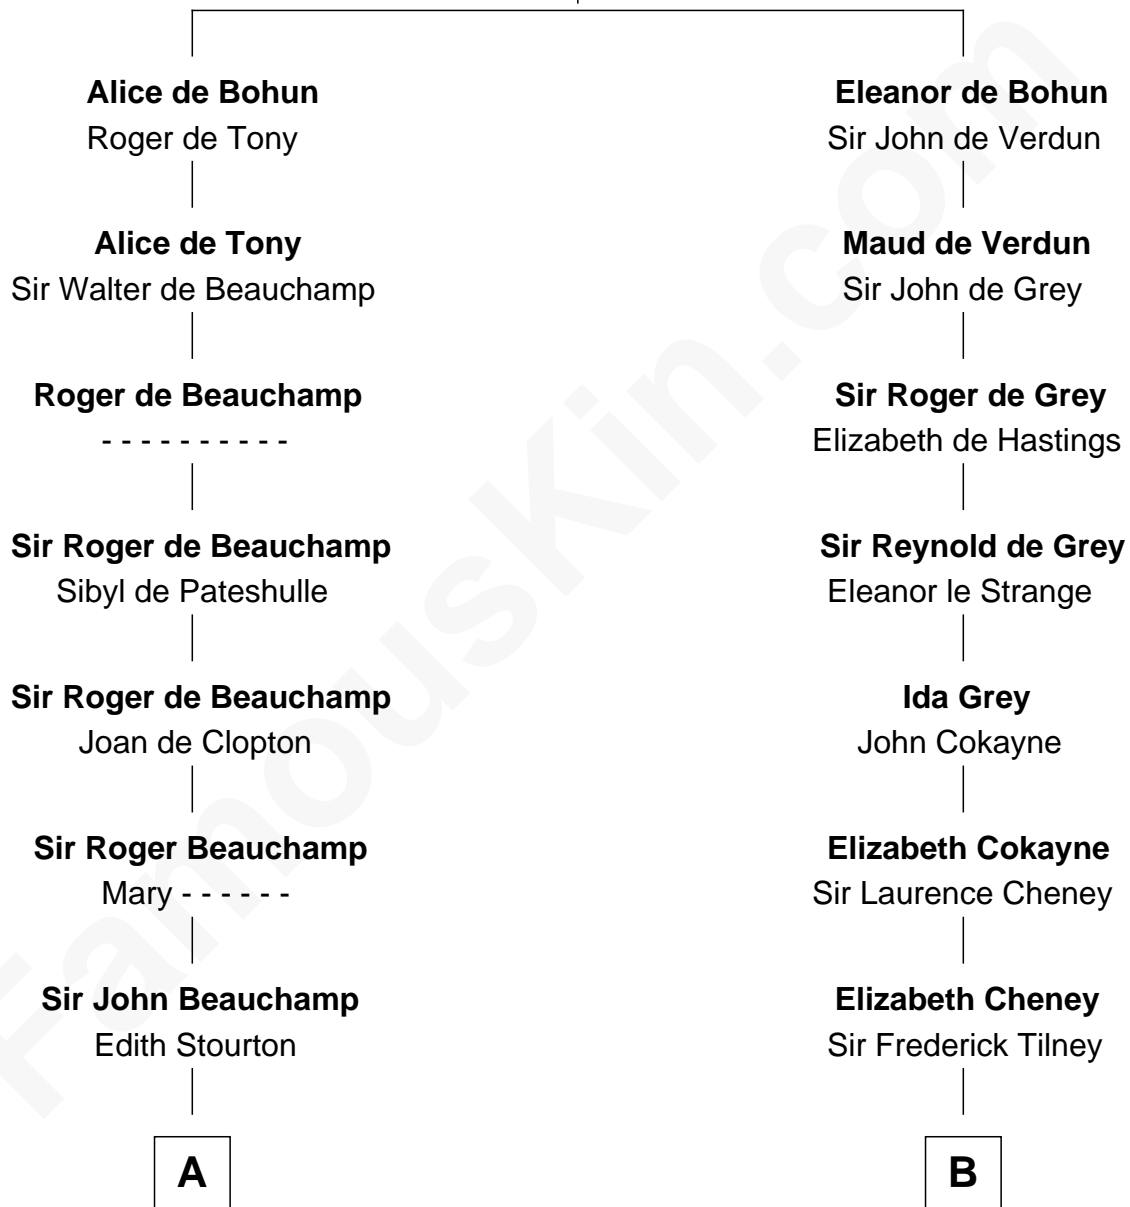 Alice de Bohun
Roger de Tony
Eleanor de Bohun
Sir John de Verdun
Alice de Tony
Sir Walter de Beauchamp
Maud de Verdun
Sir John de Grey
Roger de Beauchamp
- - - - - - - - - -
Sir Roger de Grey
Elizabeth de Hastings
Sir Roger de Beauchamp
Sibyl de Pateshulle
Sir Reynold de Grey
Eleanor le Strange
Sir Roger de Beauchamp
Joan de Clopton
Ida Grey
John Cokayne
Sir Roger Beauchamp
Mary - - - - - -
Elizabeth Cokayne
Sir Laurence Cheney
Sir John Beauchamp
Edith Stourton
Elizabeth Cheney
Sir Frederick Tilney
A
B
FamousKin.com